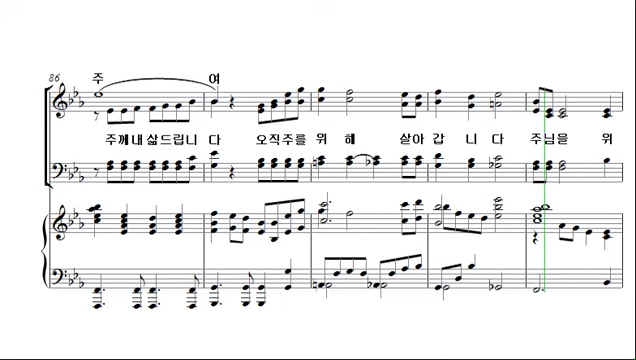 86
주 여
주께내삶드립니 다 오직주를 위 해 살아 갑 니 다 주님을 위